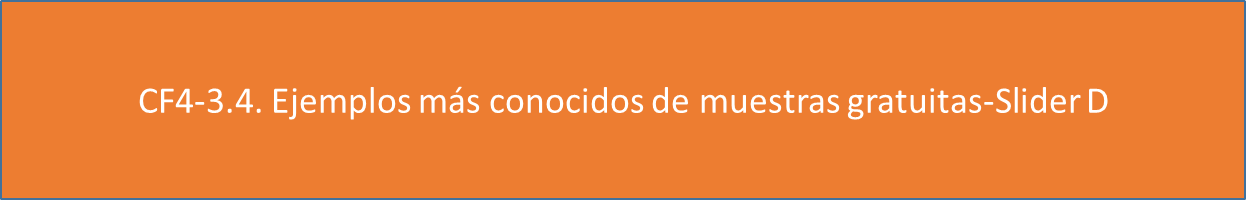 CF4-3.4. Ejemplos más conocidos de muestras gratuitas-Slider D